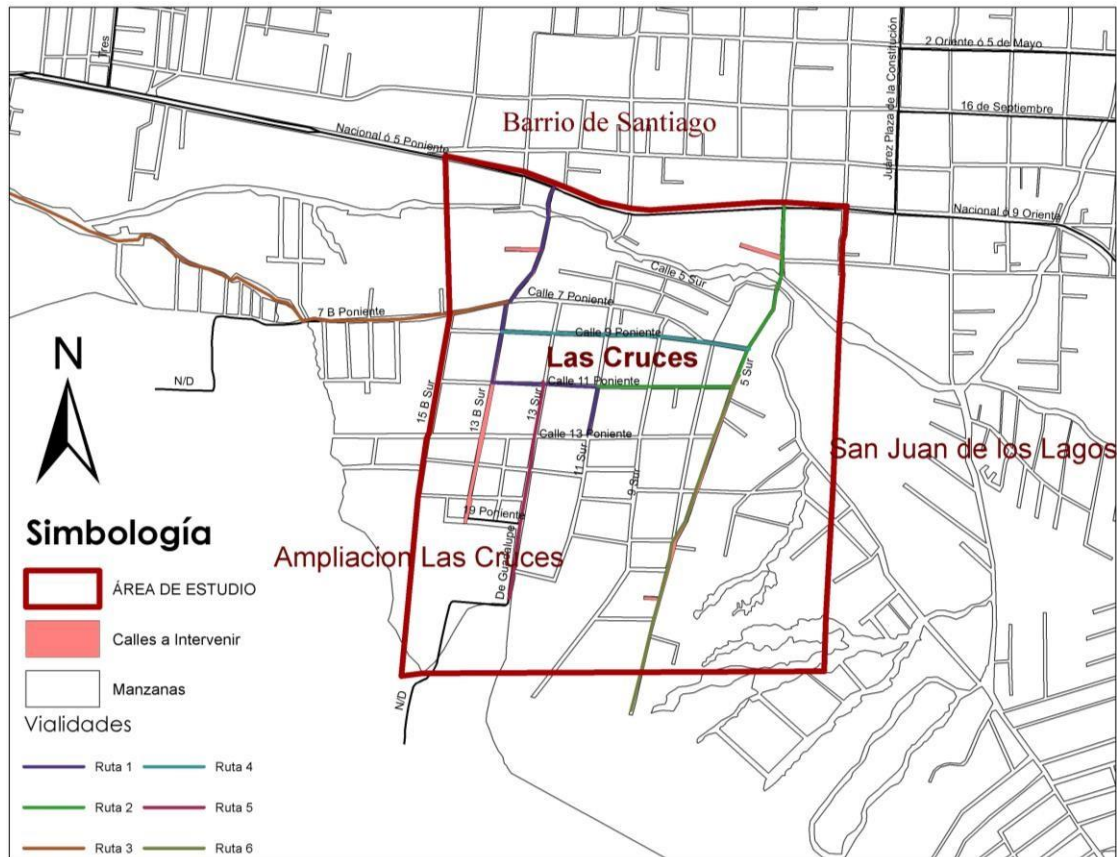 Tres
Juárez Plaza de la Constitución
2 Oriente ó 5 de Mayo
16 de Septiembre
Barrio de Santiago
Nacional ó 5 Poniente
Nacional ó 9 Oriente
Calle 5 Sur
Calle 7 Poniente
7 B Poniente
Calle 9 Poniente
Las Cruces
N
N/D
Calle 11 Poniente
5 Sur
15 B Sur
13 B Sur
13 Sur
Calle 13 Poniente
11 Sur
9 Sur
San Juan de los Lagos
19 Poniente
Ampliacion Las Cruces
De Guadalupe
N/D
Simbología
ÁREA DE ESTUDIO
Calles a Intervenir
Manzanas
Vialidades
Ruta 1
Ruta 4
Ruta 2
Ruta 5
Ruta 3
Ruta 6